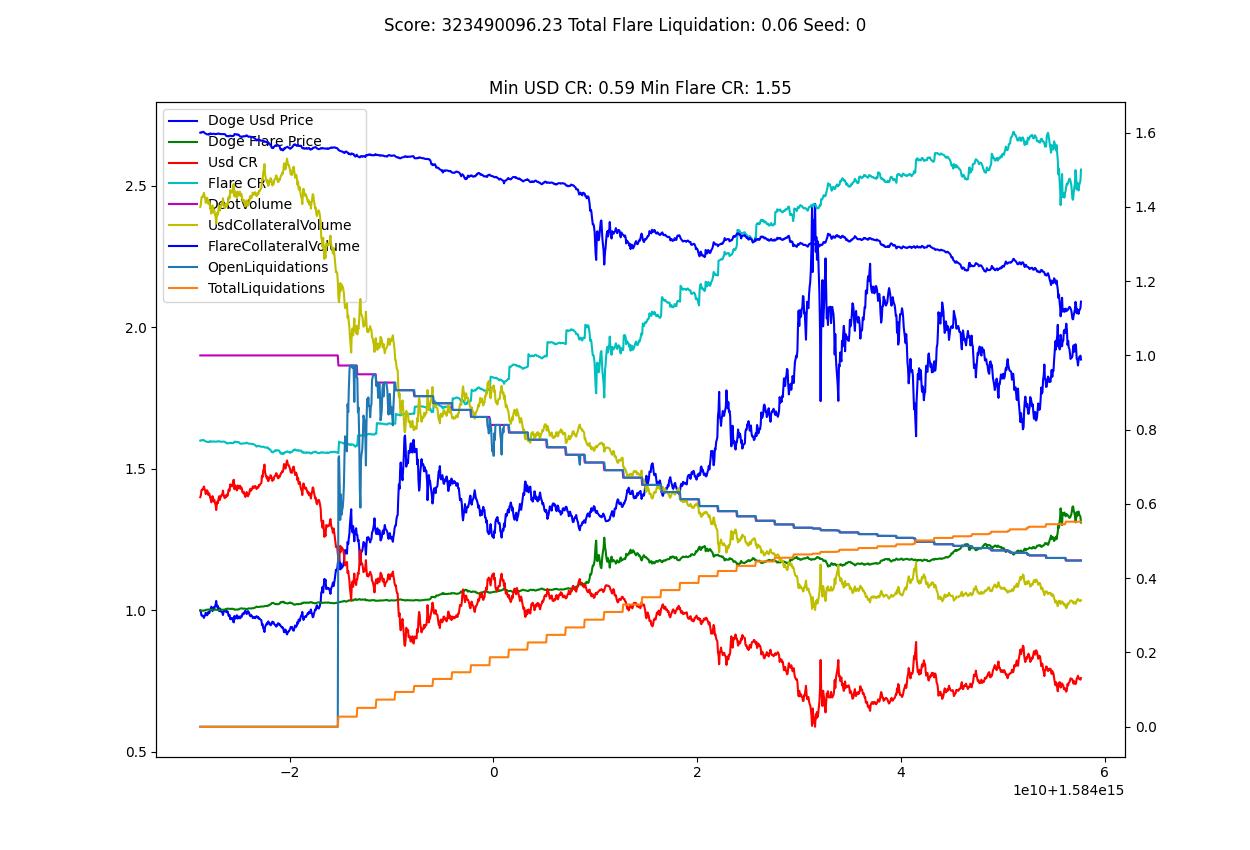 Score: 323490096.23 Total Flare Liquidation: 0.06 Seed: 0
Min USD CR: 0.59 Min Flare CR: 1.55
Doge Usd Price
Doge Flare Price
Usd CR
Flare CR
DebtVolume
UsdCollateralVolume
FlareCollateralVolume
OpenLiquidations
TotalLiquidations
2.5
2.0
1.5
1.0
0.5
1.6
1.4
1.2
1.0
0.8
0.6
0.4
0.2
0.0
−2 0 2 4 6
1e10+1.584e15